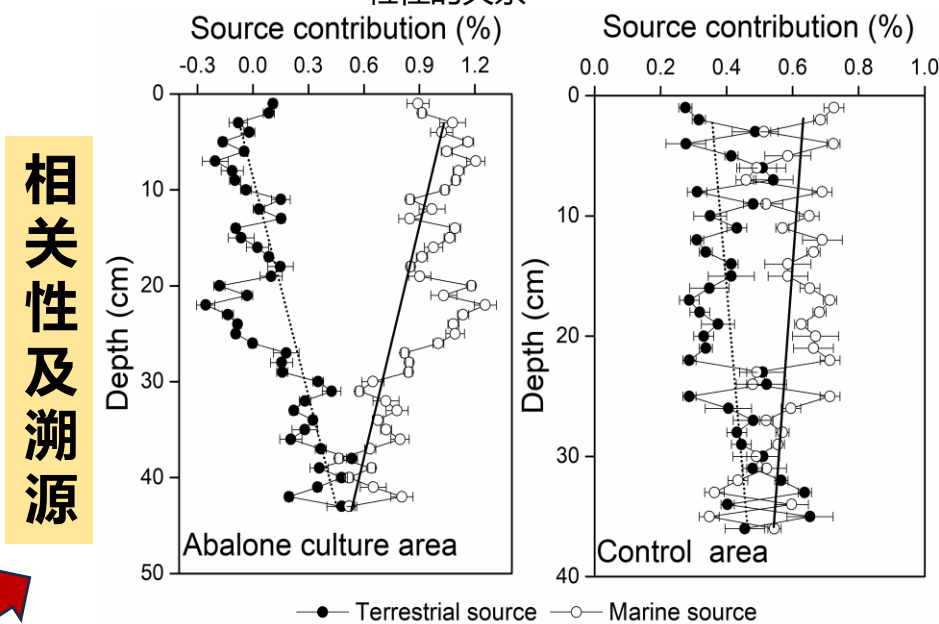 Source contribution (%)
-0.3 0.0 0.3 0.6 0.9 1.2
0
10
20
30
40
50
Depth (cm)
Abalone culture area
Source contribution (%)
0.0 0.2 0.4 0.6 0.8 1.0
0
10
20
30
40
Depth (cm)
Control area
Terrestrial source
Marine source
相关性及溯源